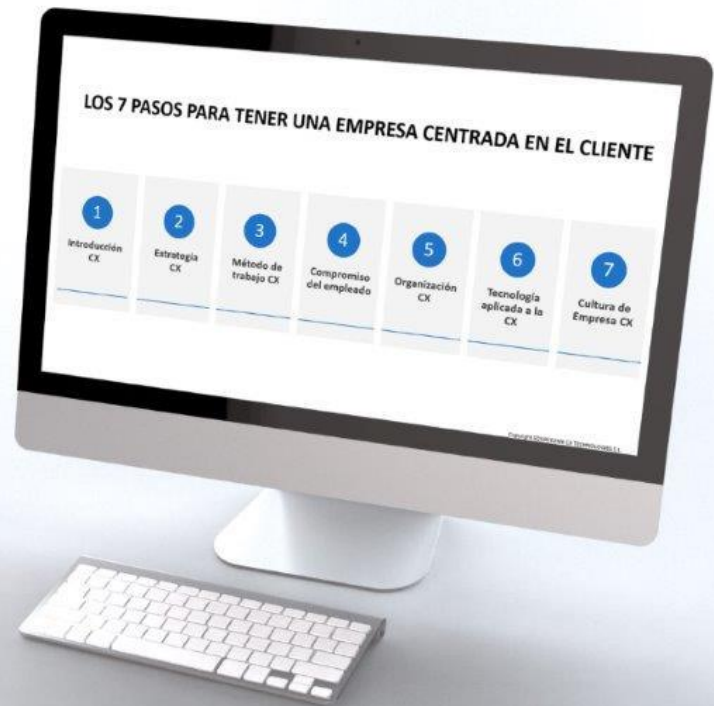 LOS 7 PASOS PARA TENER UNA EMPRESA CENTRADA EN EL CLIENTE
1
Introducción
CX
2
Estrategia
CX
3
Método de
trabajo CX
4
Compromiso
del empleado
5
Organización
CX
6
Tecnología
aplicada a la
CX
7
Cultura de
Empresa CX
Copyright